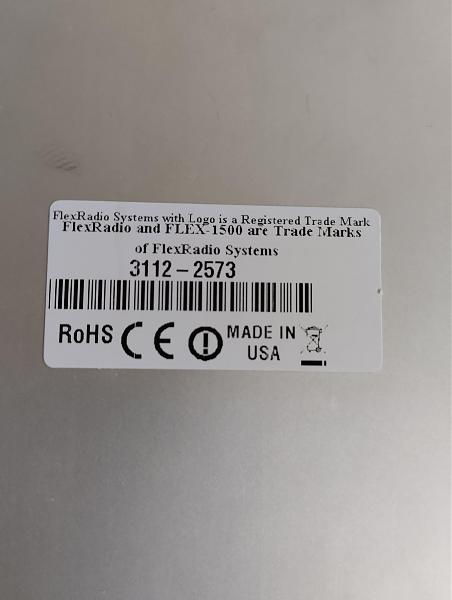 FlexRadio Systems with Logo is a Registered Trade Mark
FlexRadio and FLEX-1500 are Trade Marks
of FlexRadio Systems
3112-2573
RoHS CE MADE IN
USA